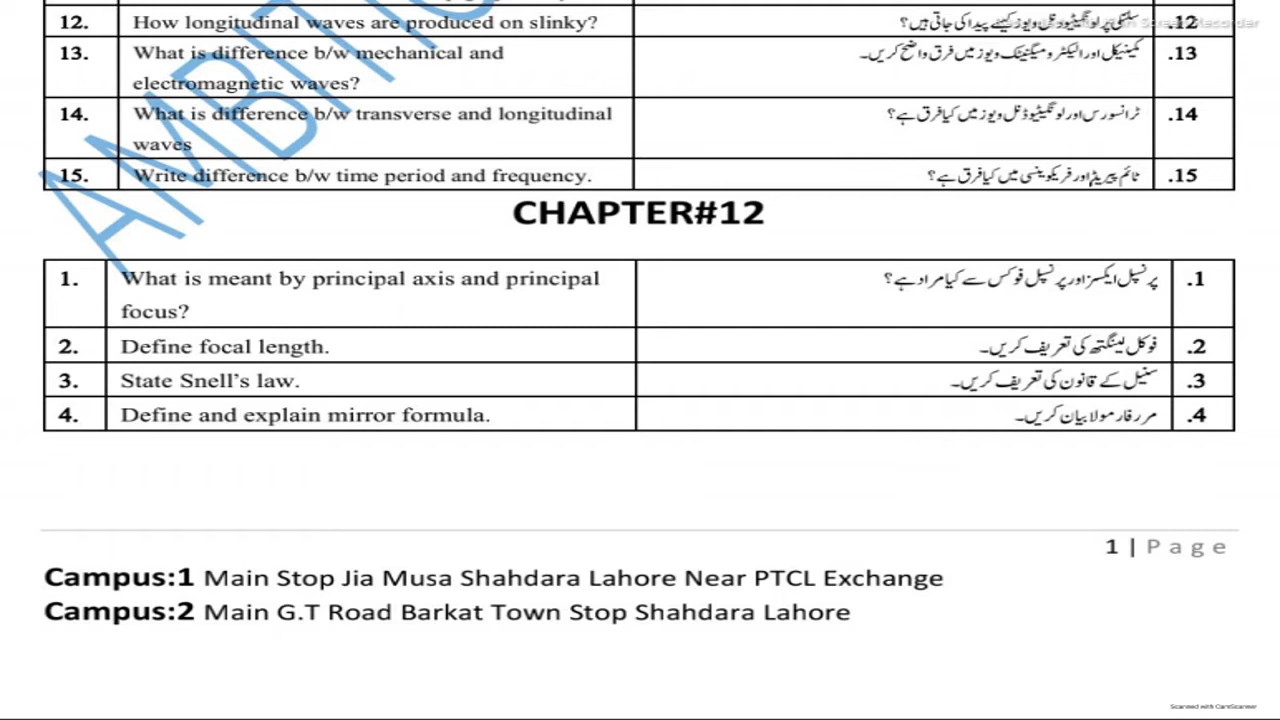 12. How longitudinal waves are produced on slinky? سلنکی پر لونگیٹیوڈنل ویوز کیسے پیدا کی جاتی ہیں؟ .12
13. What is difference b/w mechanical and مکینیکل اور الیکٹرومیگنیٹک ویوز میں فرق واضح کریں۔ .13
electromagnetic waves?
14. What is difference b/w transverse and longitudinal ٹرانسورس اور لونگیٹیوڈنل ویوز میں کیا فرق ہے؟ .14
waves
15. Write difference b/w time period and frequency. ٹائم پیریڈ اور فریکوینسی میں کیا فرق ہے؟ .15
AMBITIO
CHAPTER#12
1. What is meant by principal axis and principal پرنسپل ایکسز اور پرنسپل فوکس سے کیا مراد ہے؟ .1
focus?
2. Define focal length. فوکل لینگتھ کی تعریف کریں۔ .2
3. State Snell's law. سنیل کے قانون کی تعریف کریں۔ .3
4. Define and explain mirror formula. مرر فارمولا بیان کریں۔ .4
1 | Page
Campus:1 Main Stop Jia Musa Shahdara Lahore Near PTCL Exchange
Campus:2 Main G.T Road Barkat Town Stop Shahdara Lahore
Scanned with CamScanner